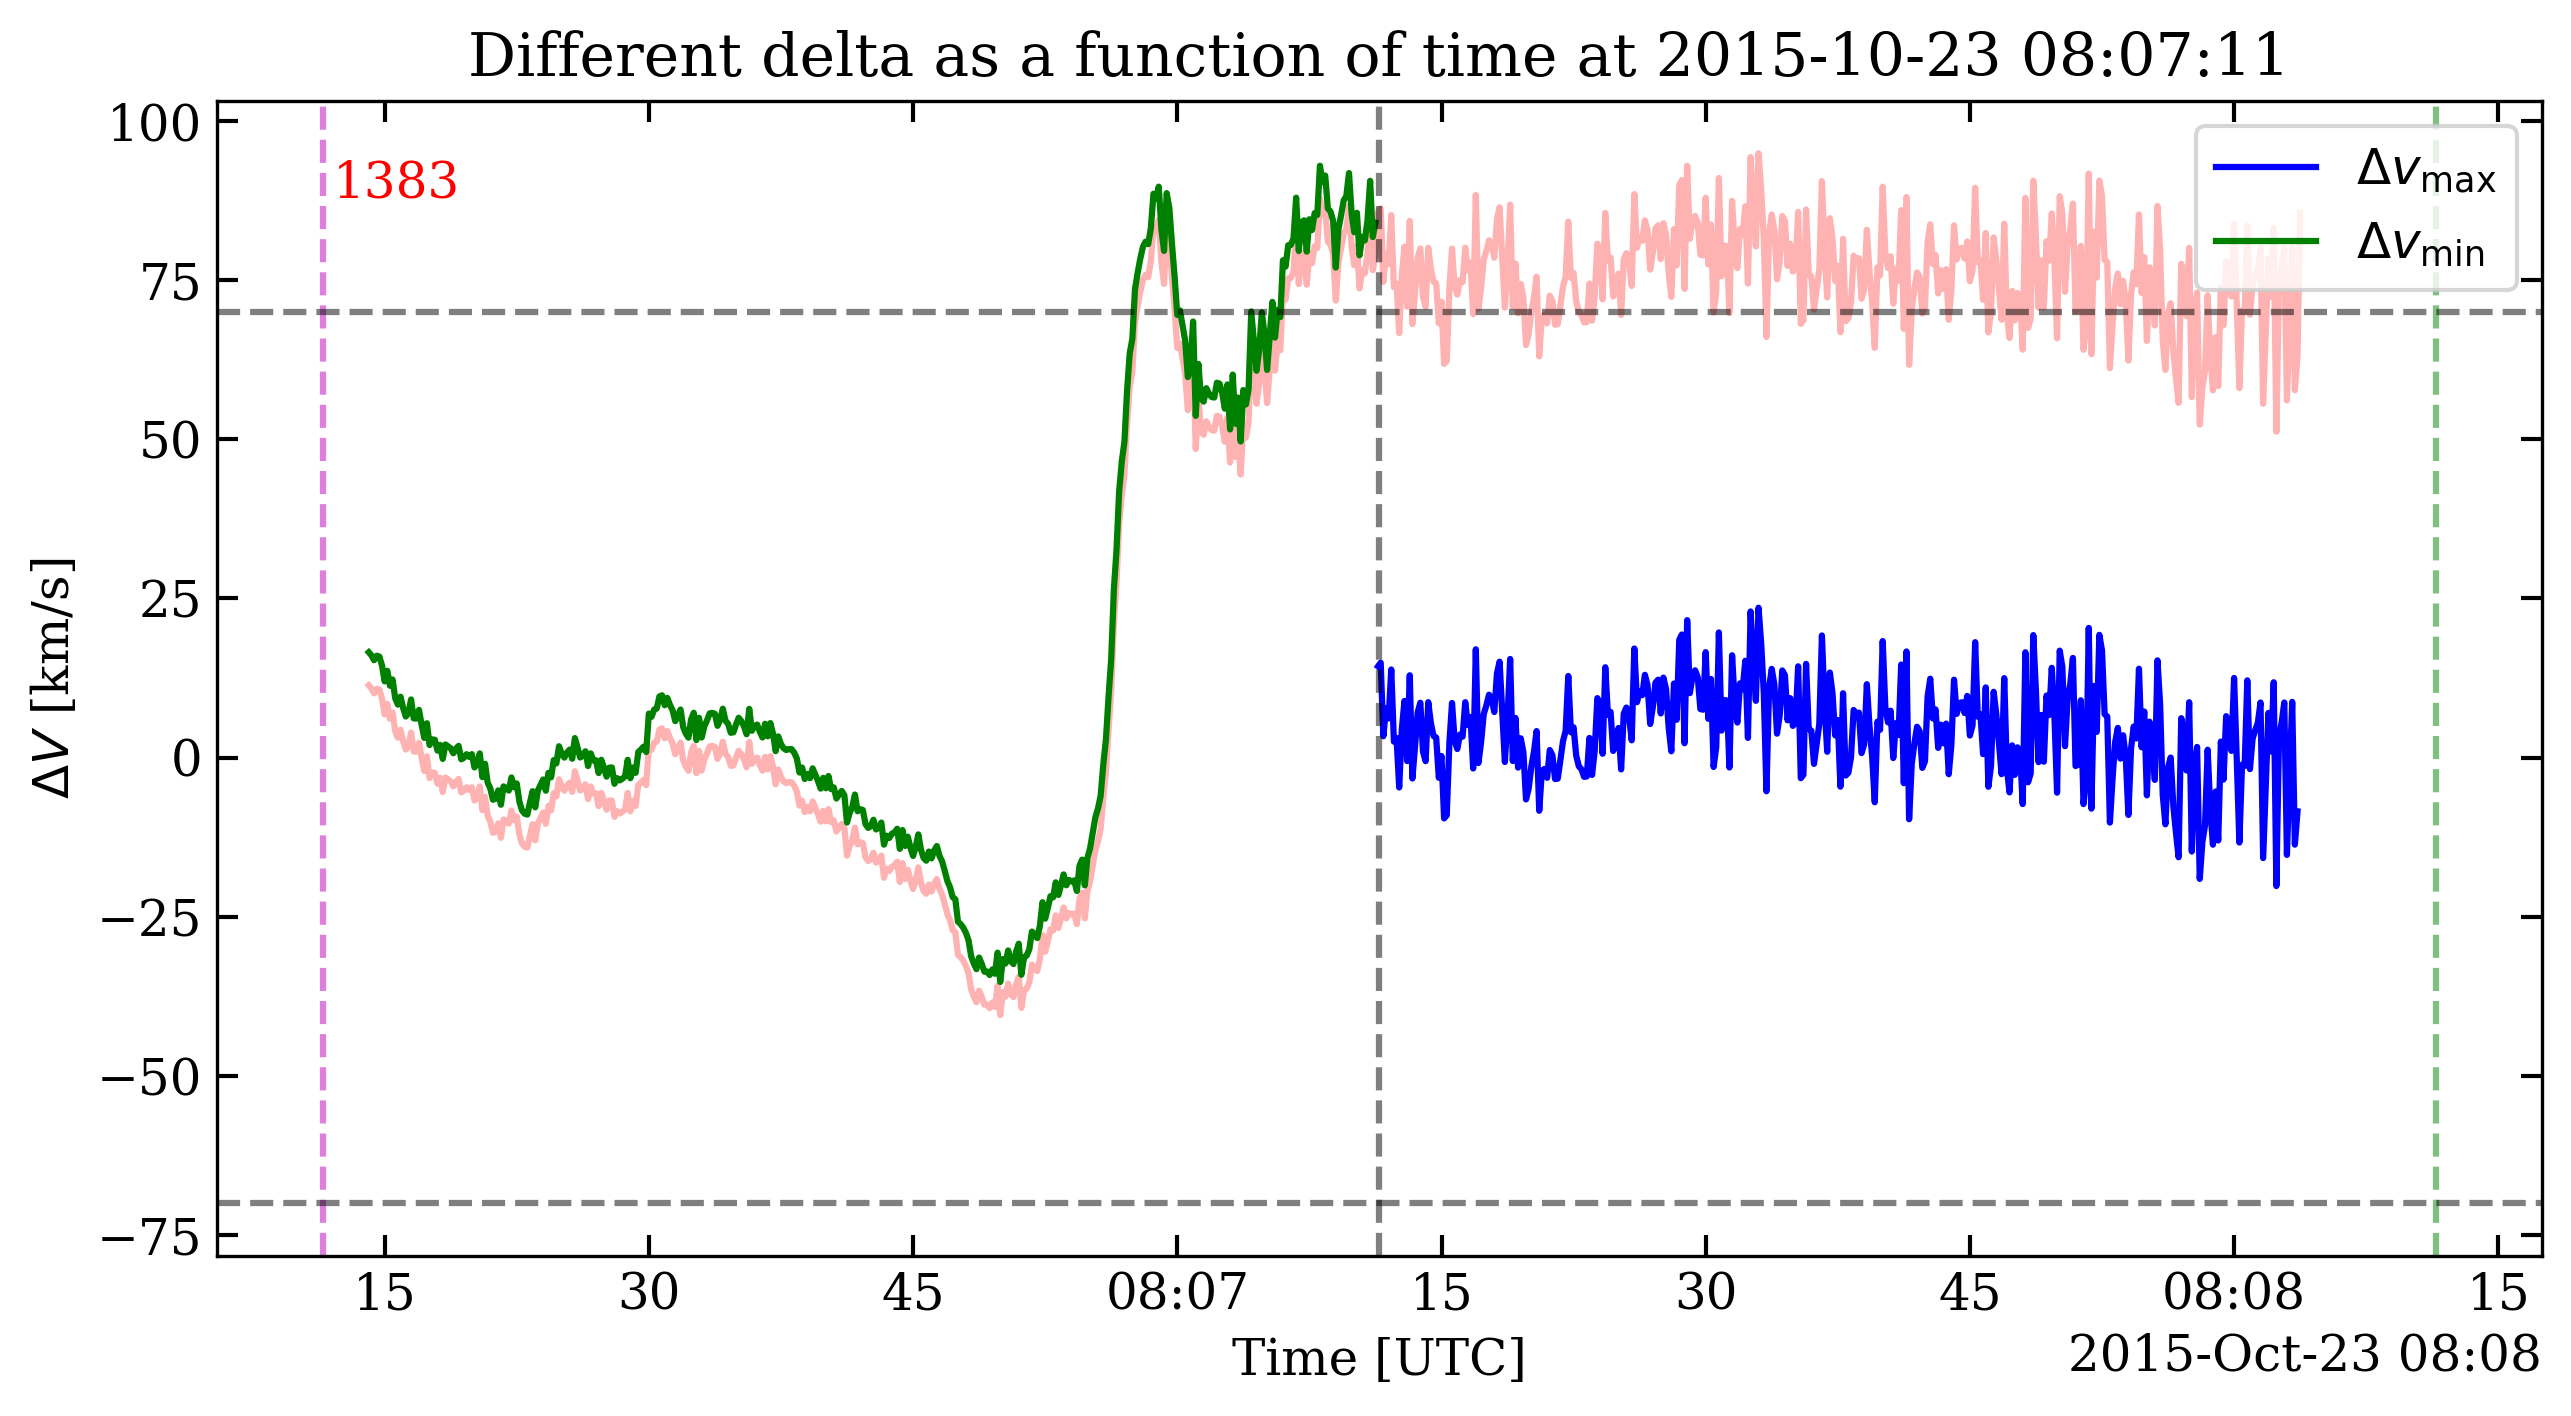 Different delta as a function of time at 2015-10-23 08:07:11
100
75
50
25
0
−25
−50
−75
ΔV [km/s]
1383
Δv_max
Δv_min
15 30 45 08:07 15 30 45 08:08 15
Time [UTC]
2015-Oct-23 08:08